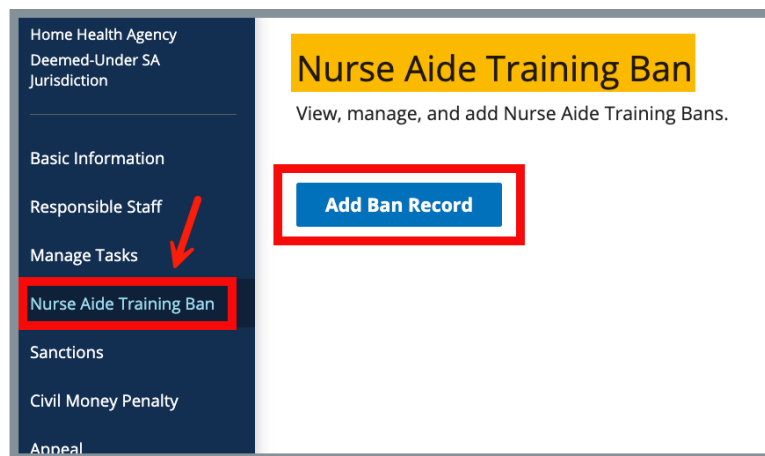 Home Health Agency
Deemed-Under SA
Jurisdiction
Basic Information
Responsible Staff
Manage Tasks
Nurse Aide Training Ban
Sanctions
Civil Money Penalty
Appeal
Nurse Aide Training Ban
View, manage, and add Nurse Aide Training Bans.
Add Ban Record